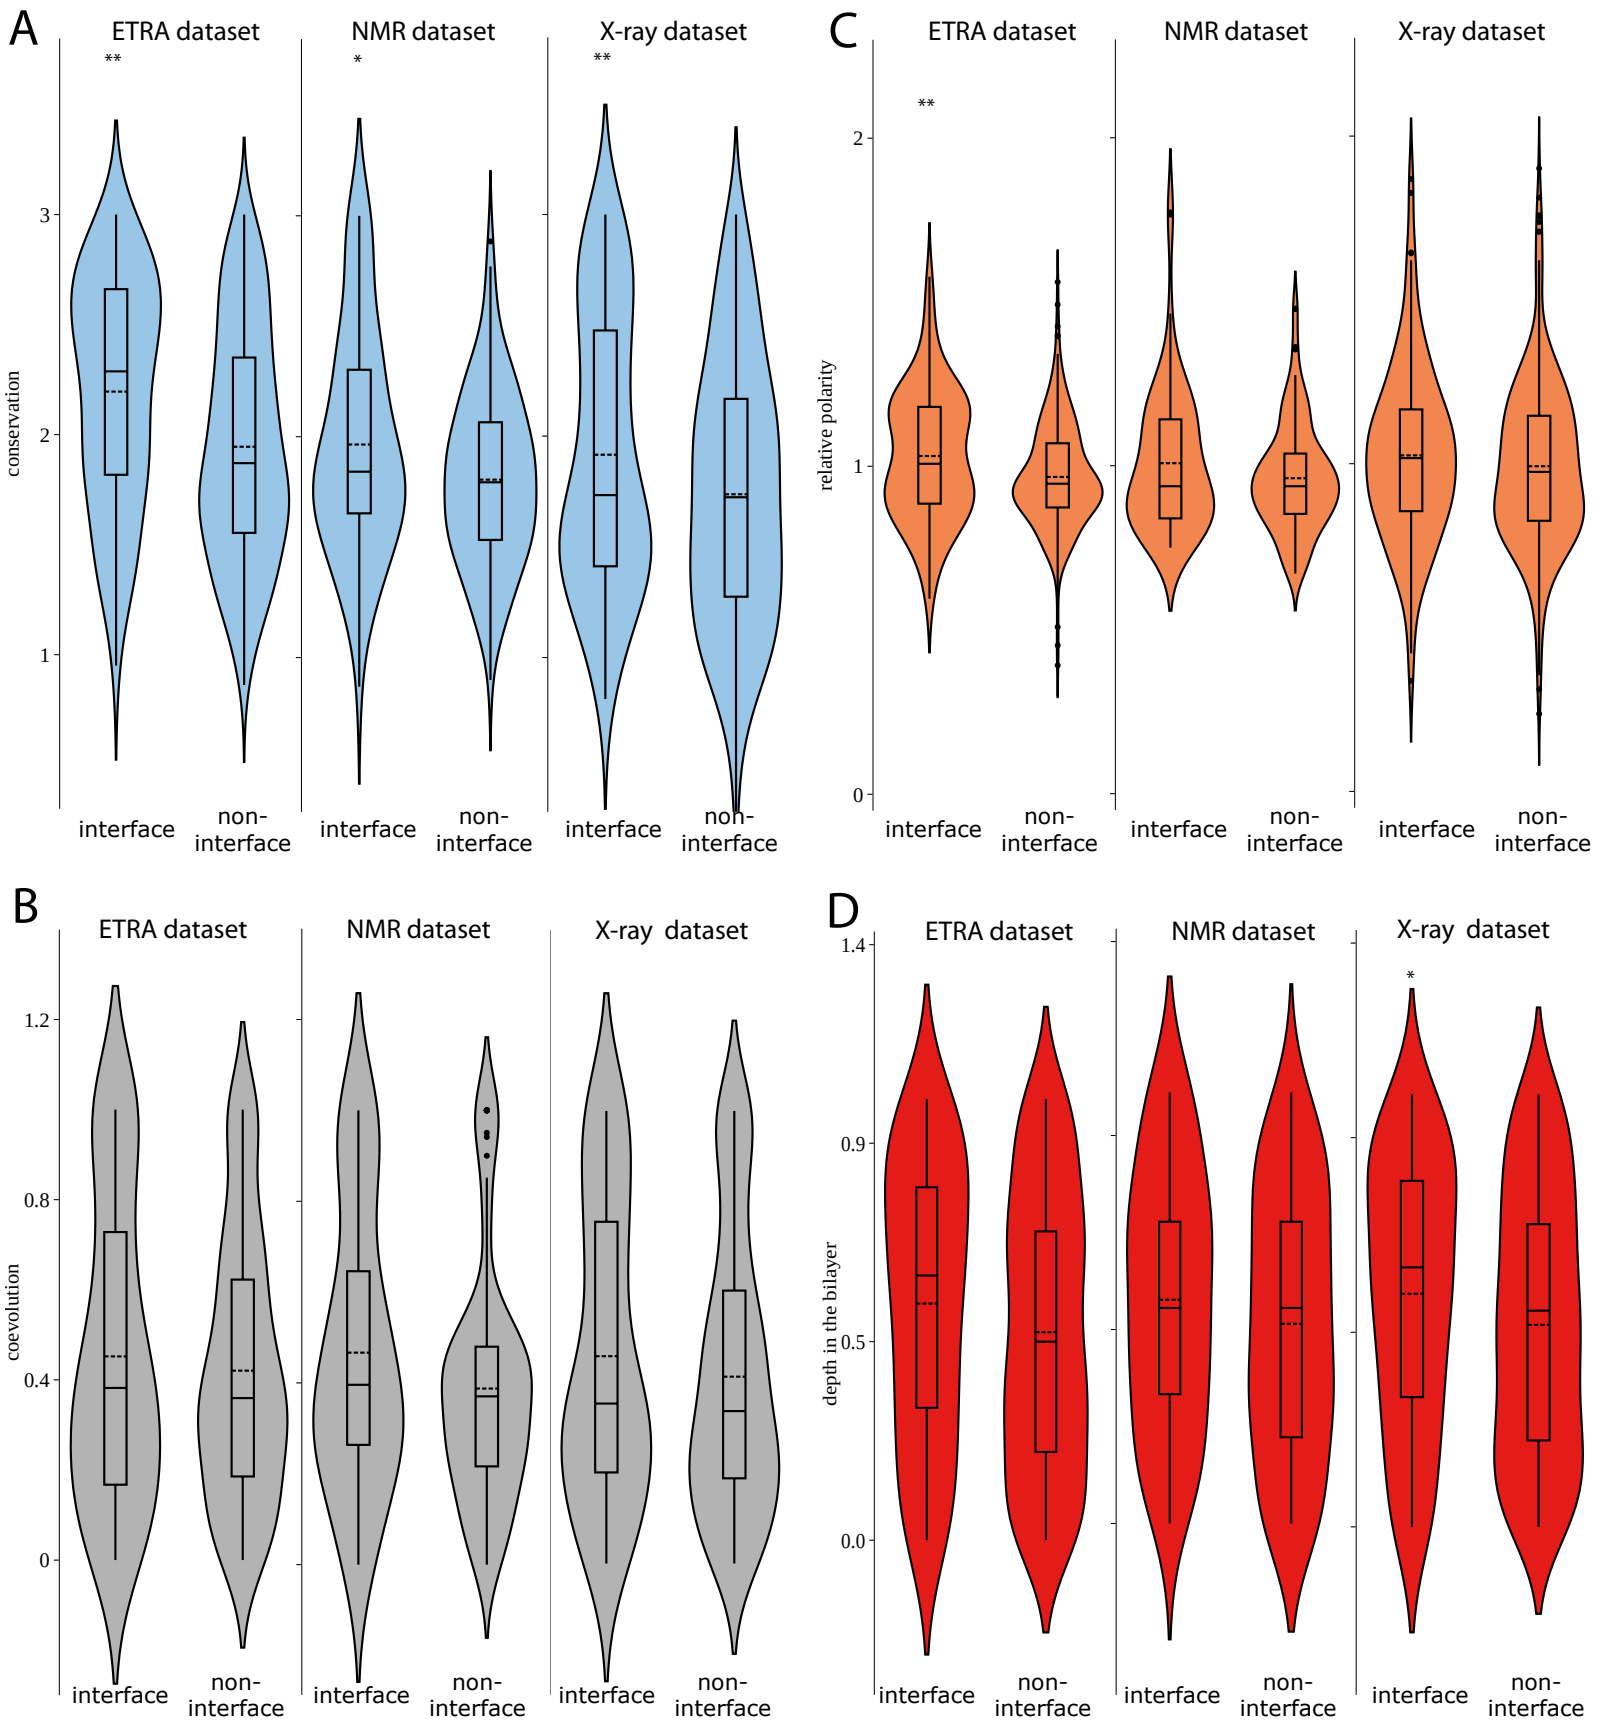 A
ETRA dataset
NMR dataset
X-ray dataset
**
*
**
3
2
1
conservation
interface
non-
interface
interface
non-
interface
interface
non-
interface
C
ETRA dataset
NMR dataset
X-ray dataset
**
2
1
0
relative polarity
interface
non-
interface
interface
non-
interface
interface
non-
interface
B
ETRA dataset
NMR dataset
X-ray dataset
1.2
0.8
0.4
0
coevolution
interface
non-
interface
interface
non-
interface
interface
non-
interface
D
ETRA dataset
NMR dataset
X-ray dataset
*
1.4
0.9
0.5
0.0
depth in the bilayer
interface
non-
interface
interface
non-
interface
interface
non-
interface